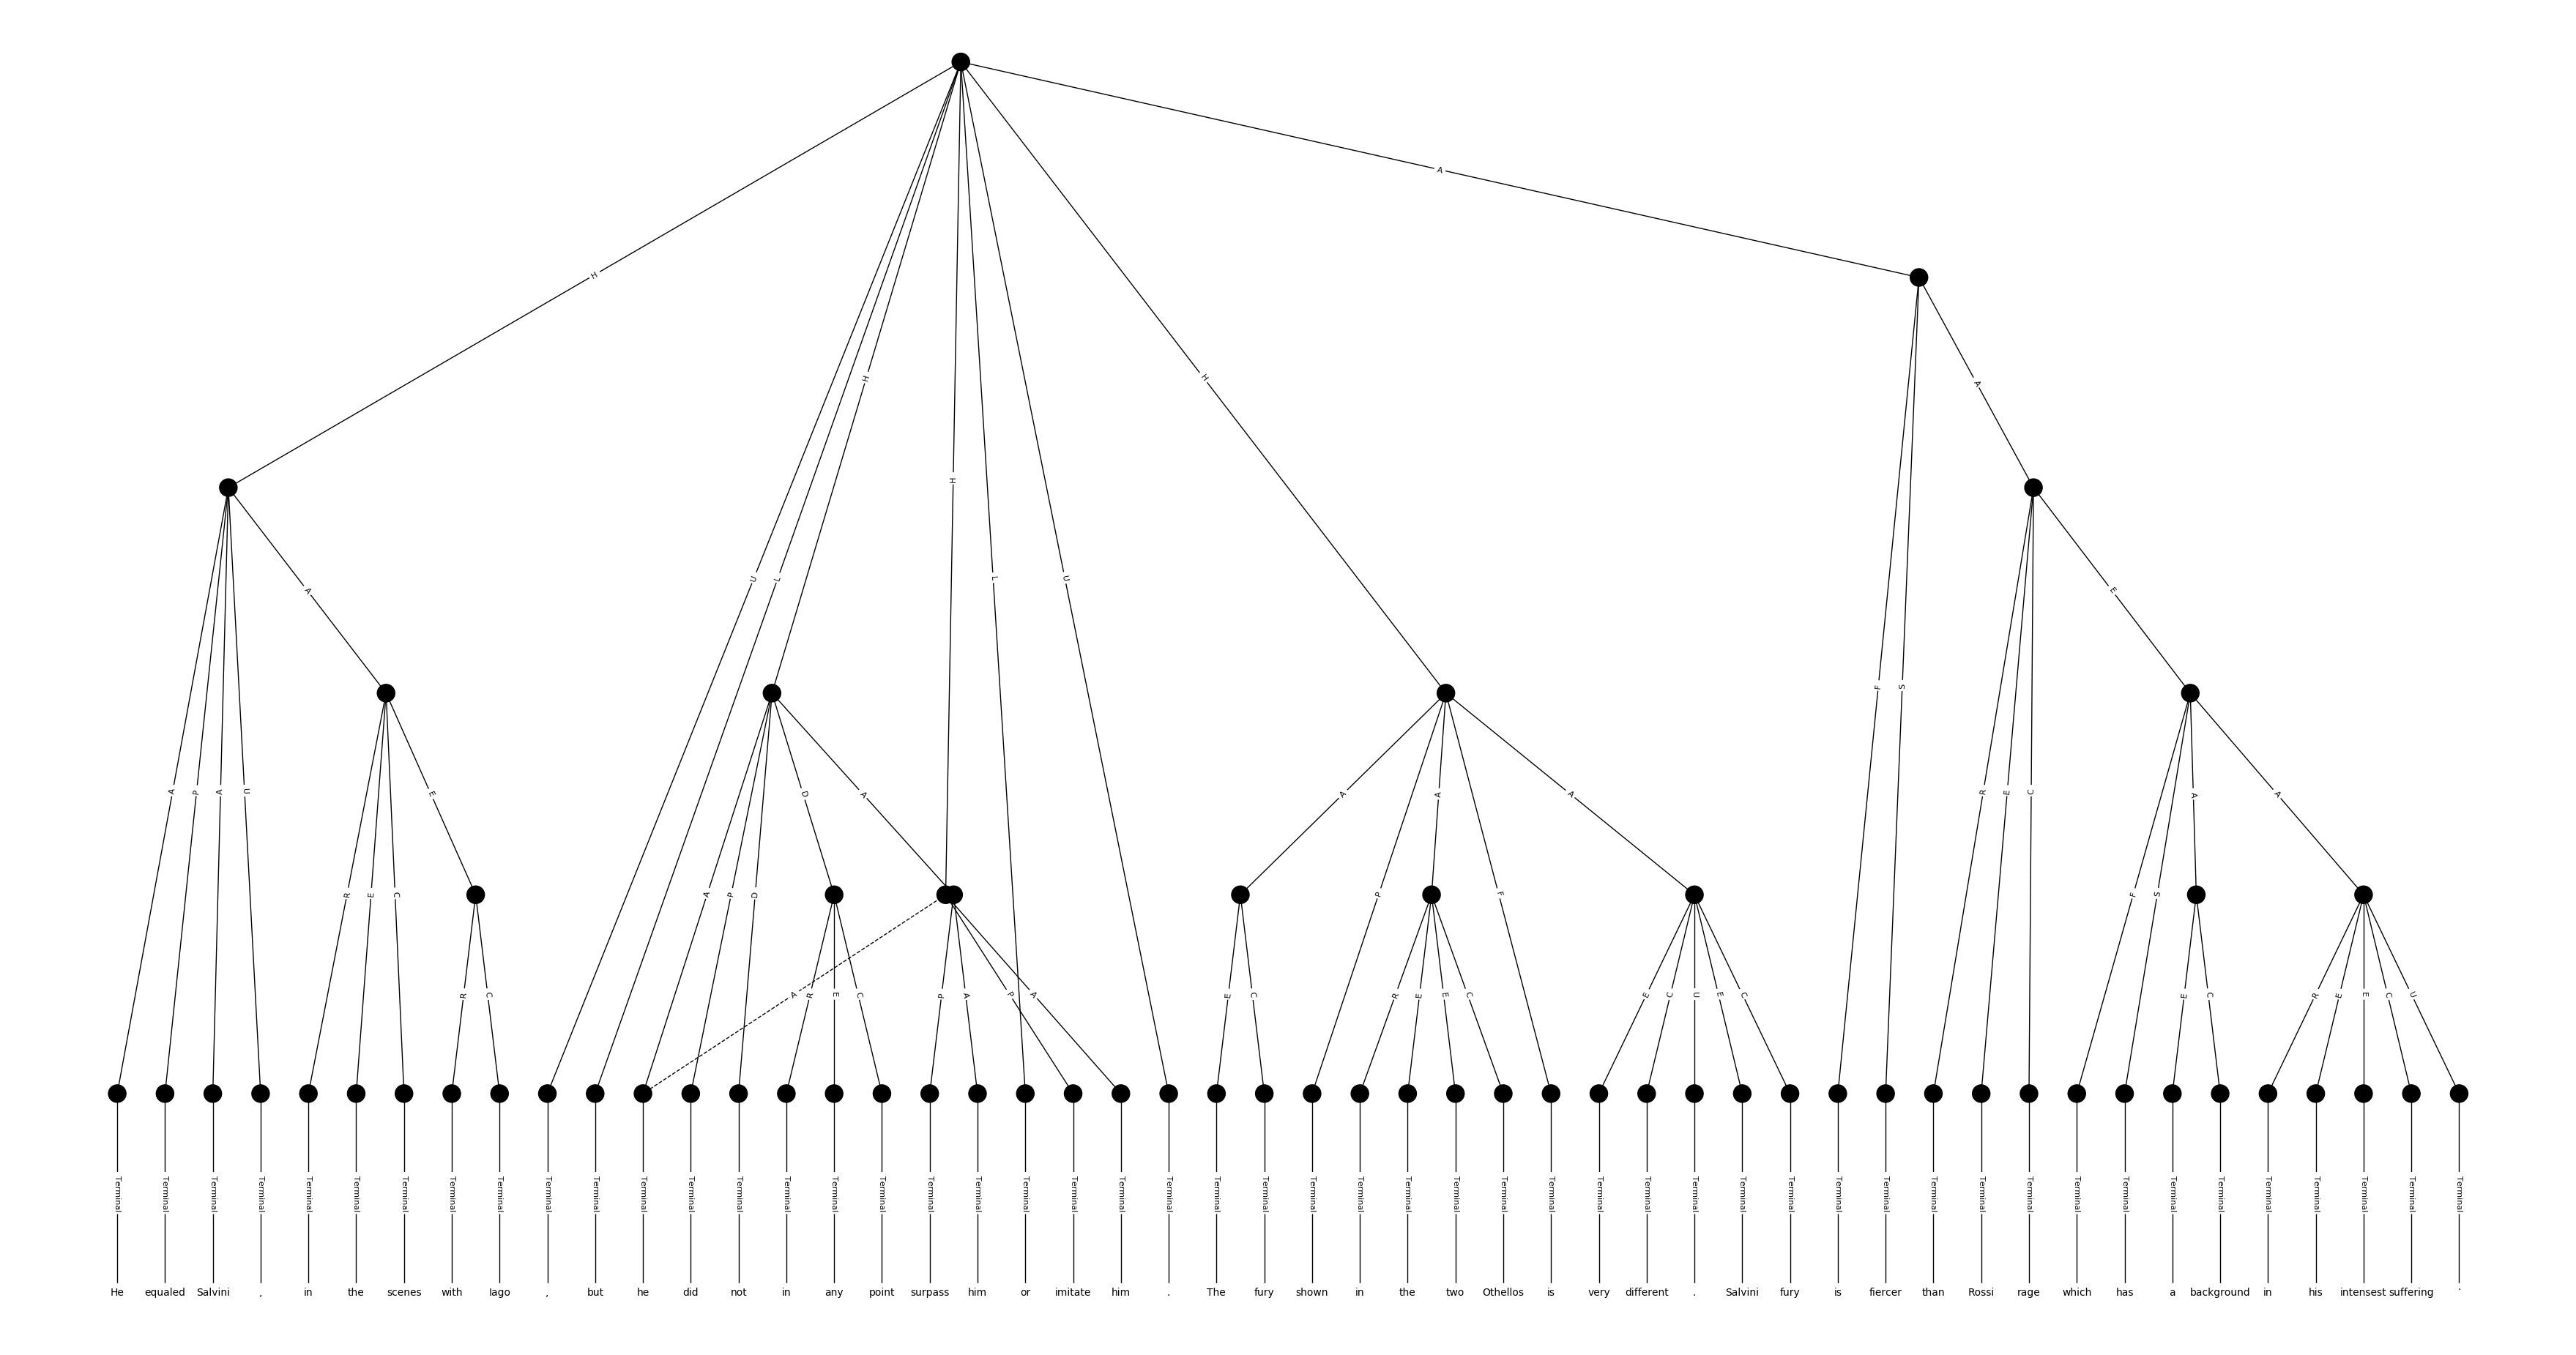 A
H
H
H
H
A
U
L
L
U
A
E
F
S
A
P
A
U
A
R
E
C
E
A
P
D
D
A
A
P
A
F
A
R
E
C
F
S
A
A
R
C
A
R
E
C
P
A
P
A
E
C
R
E
E
C
E
C
U
E
C
E
C
R
E
E
C
U
Terminal Terminal Terminal Terminal Terminal Terminal Terminal Terminal Terminal Terminal Terminal Terminal Terminal Terminal Terminal Terminal Terminal Terminal Terminal Terminal Terminal Terminal Terminal Terminal Terminal Terminal Terminal Terminal Terminal Terminal Terminal Terminal Terminal Terminal Terminal Terminal Terminal Terminal Terminal Terminal Terminal Terminal Terminal Terminal Terminal Terminal Terminal Terminal Terminal Terminal
He equaled Salvini , in the scenes with Iago , but he did not in any point surpass him or imitate him . The fury shown in the two Othellos is very different . Salvini fury is fiercer than Rossi rage which has a background in his intensest suffering .